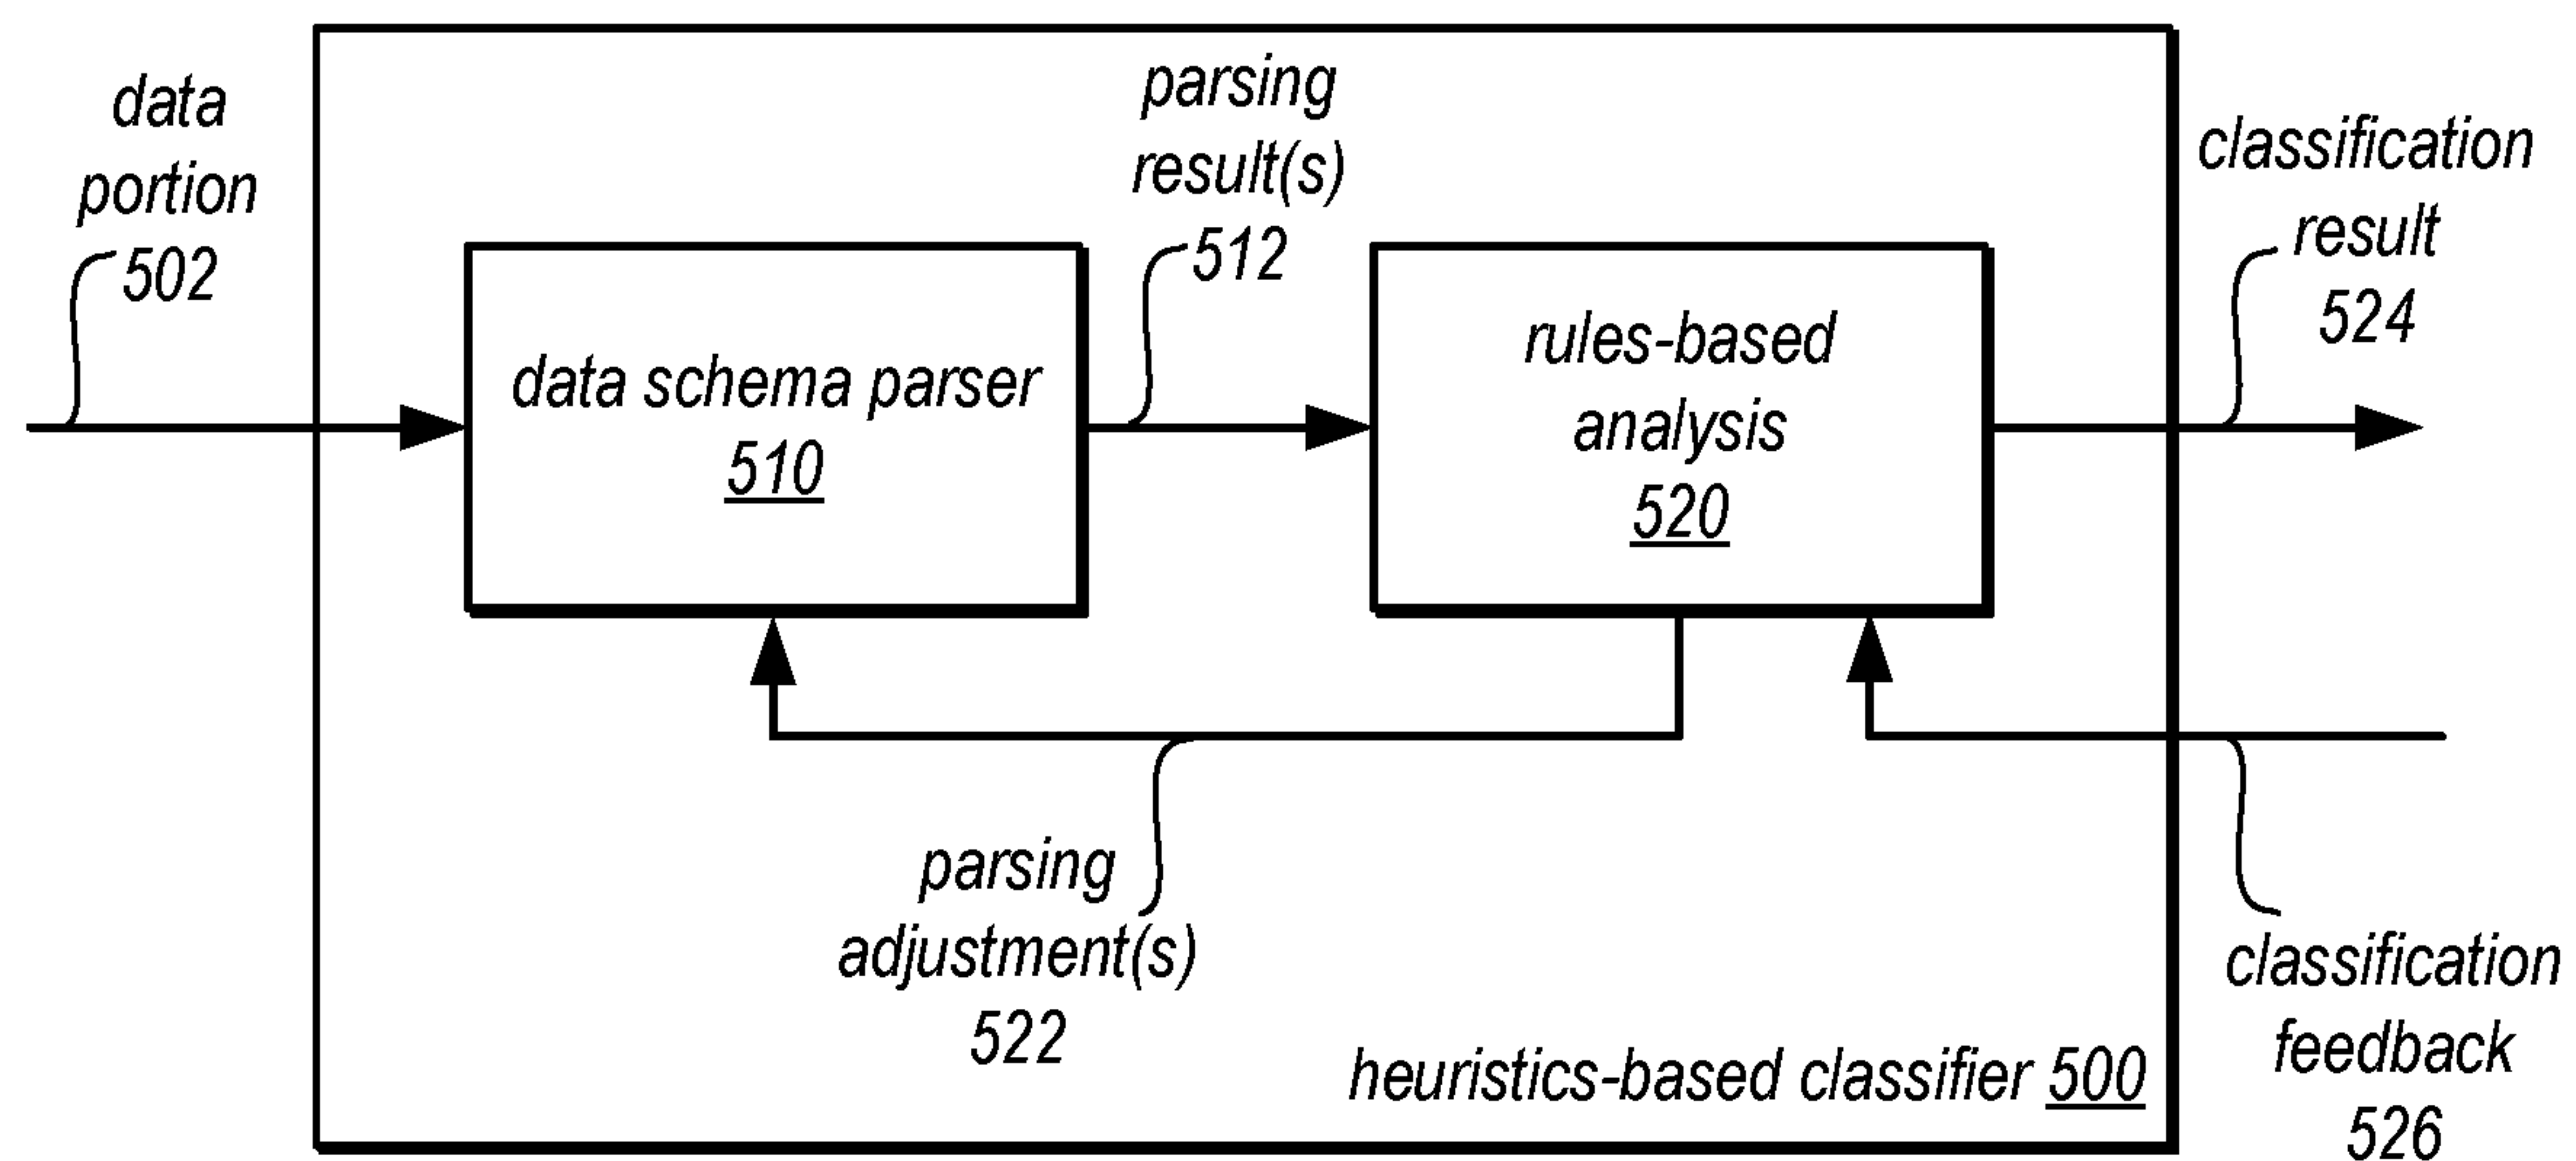 data
portion
502
parsing
result(s)
512
classification
result
524
data schema parser
510
rules-based
analysis
520
parsing
adjustment(s)
522
classification
feedback
526
heuristics-based classifier 500